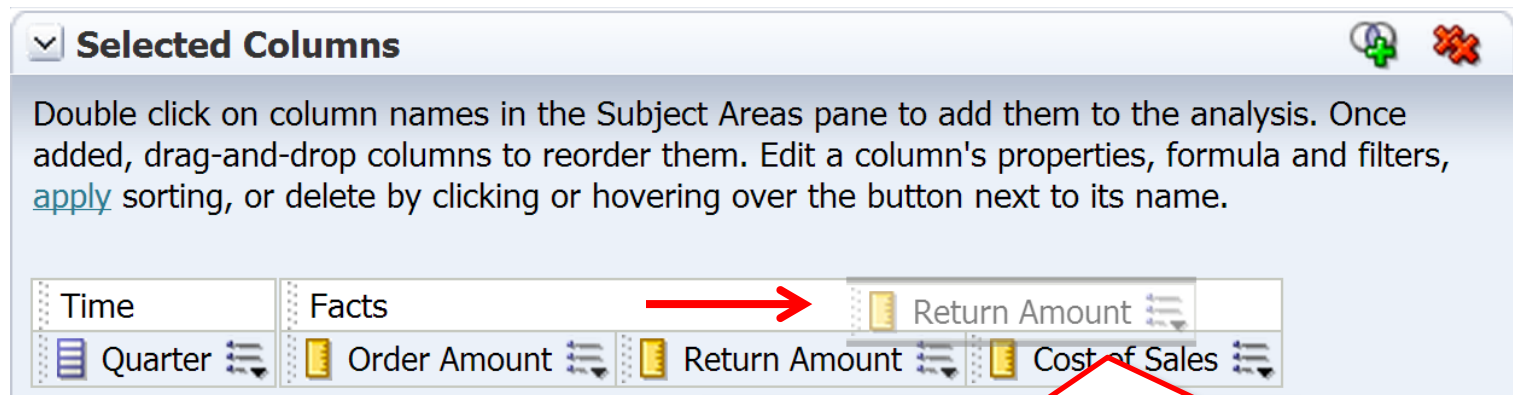 Selected Columns
Double click on column names in the Subject Areas pane to add them to the analysis. Once
added, drag-and-drop columns to reorder them. Edit a column's properties, formula and filters,
apply sorting, or delete by clicking or hovering over the button next to its name.
Time Facts Return Amount
Quarter Order Amount Return Amount Cost of Sales